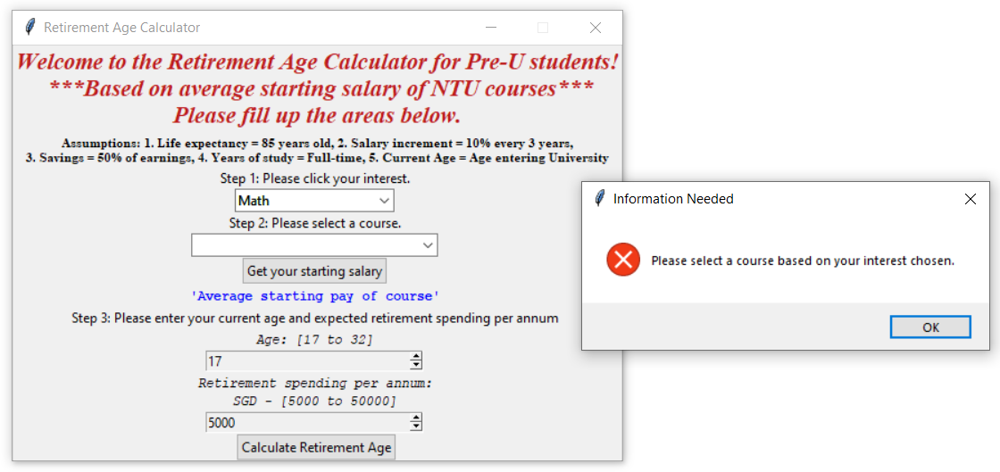 Retirement Age Calculator
Welcome to the Retirement Age Calculator for Pre-U students!
***Based on average starting salary of NTU courses***
Please fill up the areas below.
Assumptions: 1. Life expectancy = 85 years old, 2. Salary increment = 10% every 3 years,
3. Savings = 50% of earnings, 4. Years of study = Full-time, 5. Current Age = Age entering University
Step 1: Please click your interest.
Math
Step 2: Please select a course.
Get your starting salary
'Average starting pay of course'
Step 3: Please enter your current age and expected retirement spending per annum
Age: [17 to 32]
17
Retirement spending per annum:
SGD - [5000 to 50000]
5000
Calculate Retirement Age
Information Needed
Please select a course based on your interest chosen.
OK